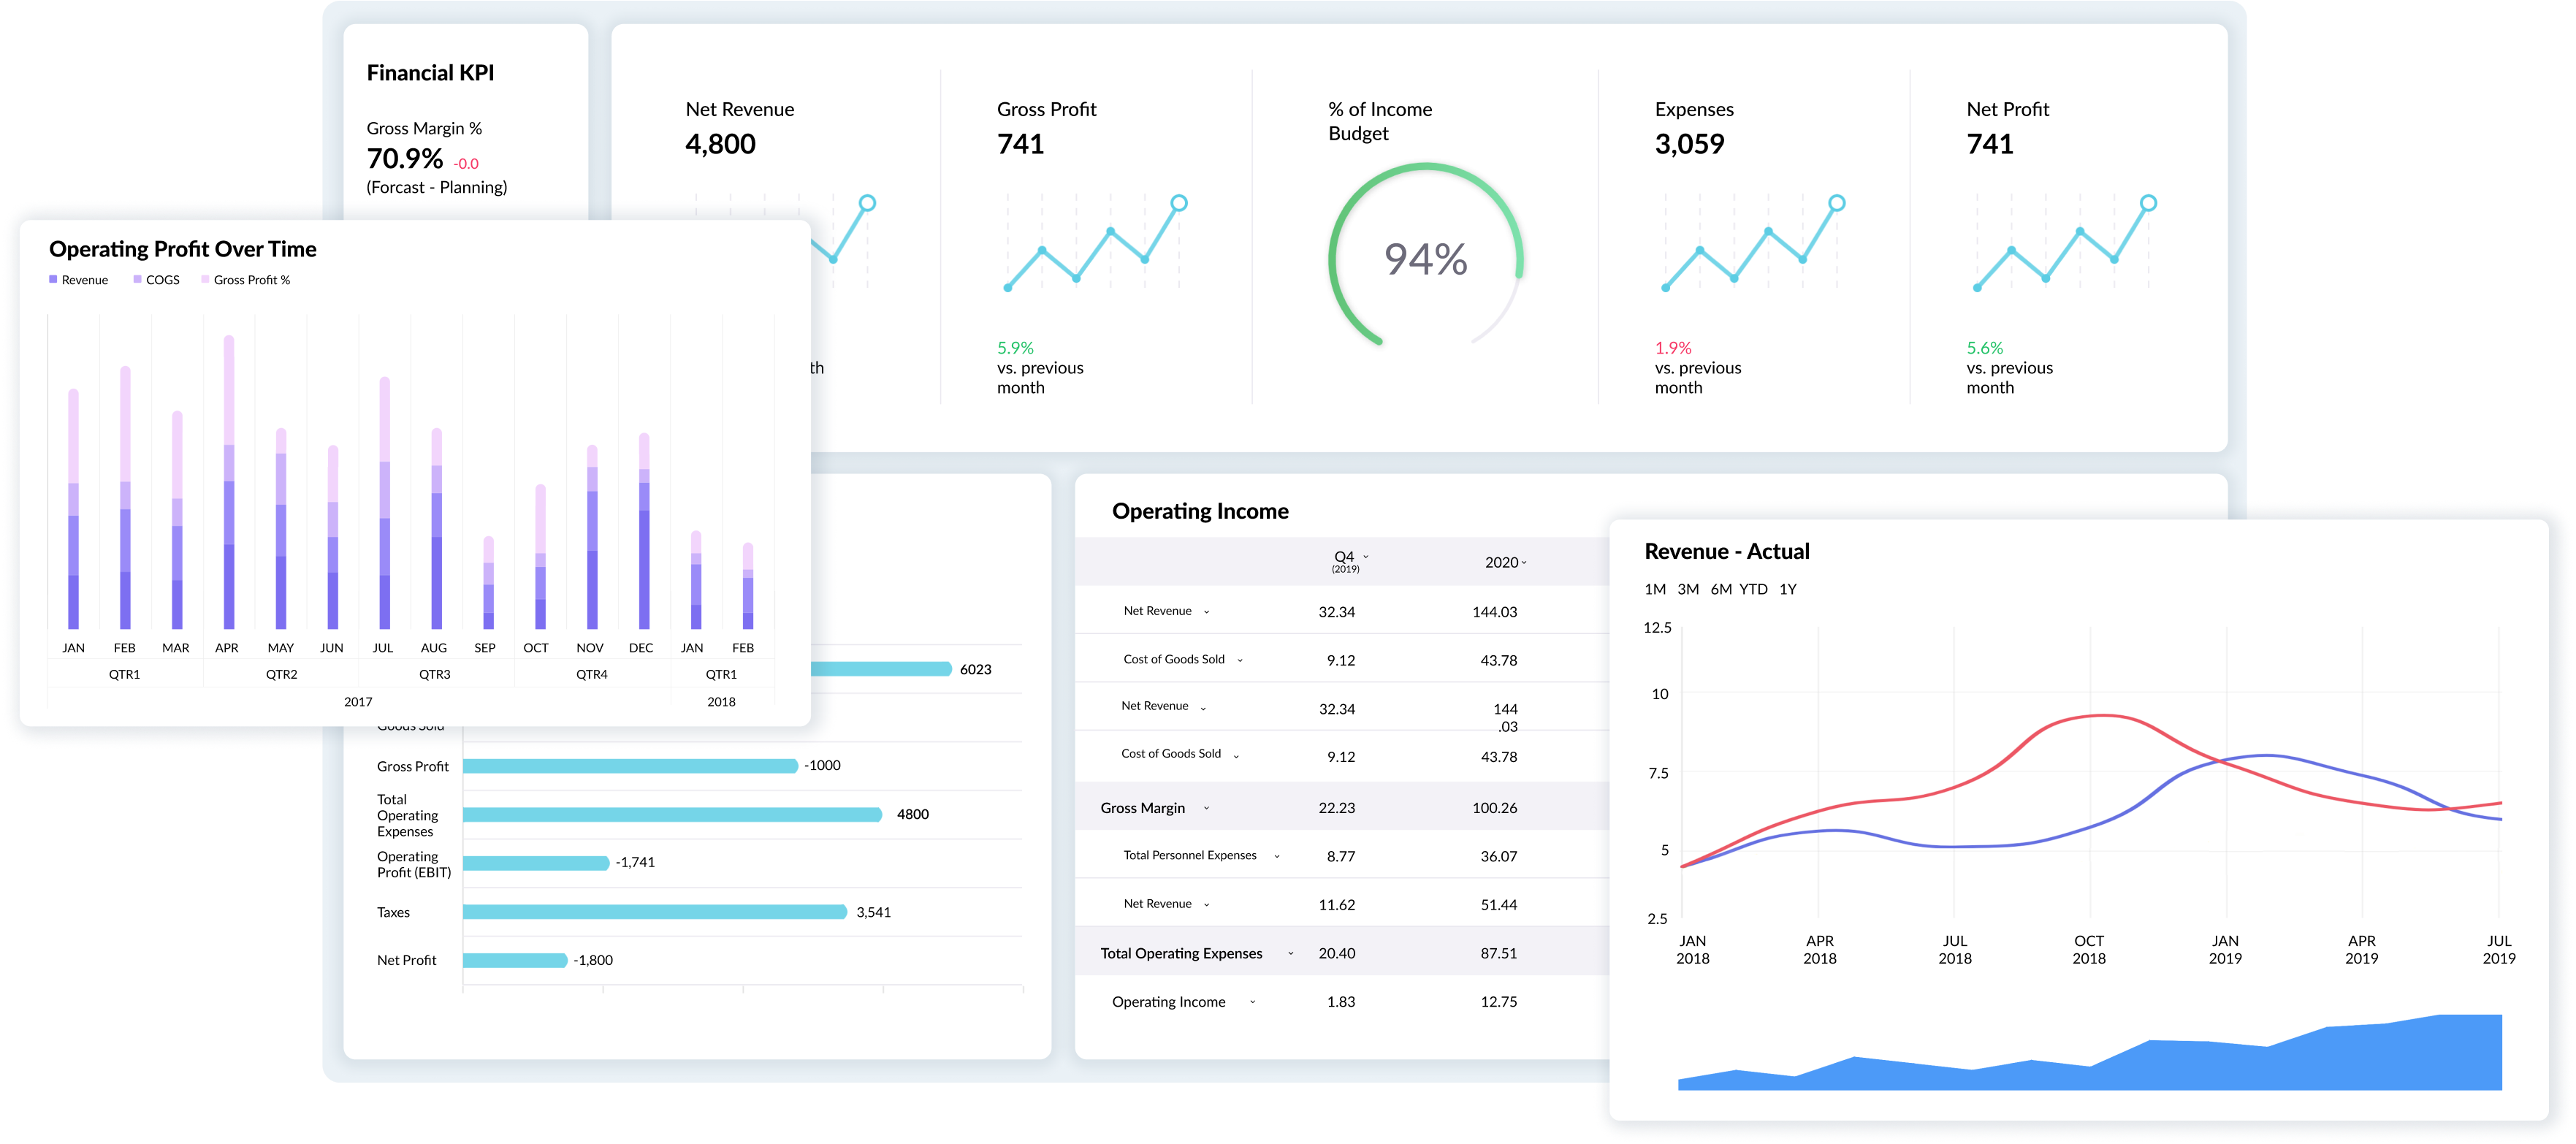 Financial KPI
Gross Margin %
70.9% -0.0
(Forcast - Planning)
Net Revenue
4,800
th
Gross Profit
741
5.9%
vs. previous
month
% of Income
Budget
94%
Expenses
3,059
1.9%
vs. previous
month
Net Profit
741
5.6%
vs. previous
month
Operating Profit Over Time
Revenue COGS Gross Profit %
JAN FEB MAR APR MAY JUN JUL AUG SEP OCT NOV DEC JAN FEB
QTR1 QTR2 QTR3 QTR4 QTR1
2017 2018
6023
Goods Sold
Gross Profit -1000
Total
Operating
Expenses
4800
Operating
Profit (EBIT)
-1,741
Taxes 3,541
Net Profit -1,800
Operating Income
Q4 2020
(2019)
Net Revenue 32.34 144.03
Cost of Goods Sold 9.12 43.78
Net Revenue 32.34 144
.03
Cost of Goods Sold 9.12 43.78
Gross Margin 22.23 100.26
Total Personnel Expenses 8.77 36.07
Net Revenue 11.62 51.44
Total Operating Expenses 20.40 87.51
Operating Income 1.83 12.75
Revenue - Actual
1M 3M 6M YTD 1Y
12.5
10
7.5
5
2.5
JAN APR JUL OCT JAN APR JUL
2018 2018 2018 2018 2019 2019 2019